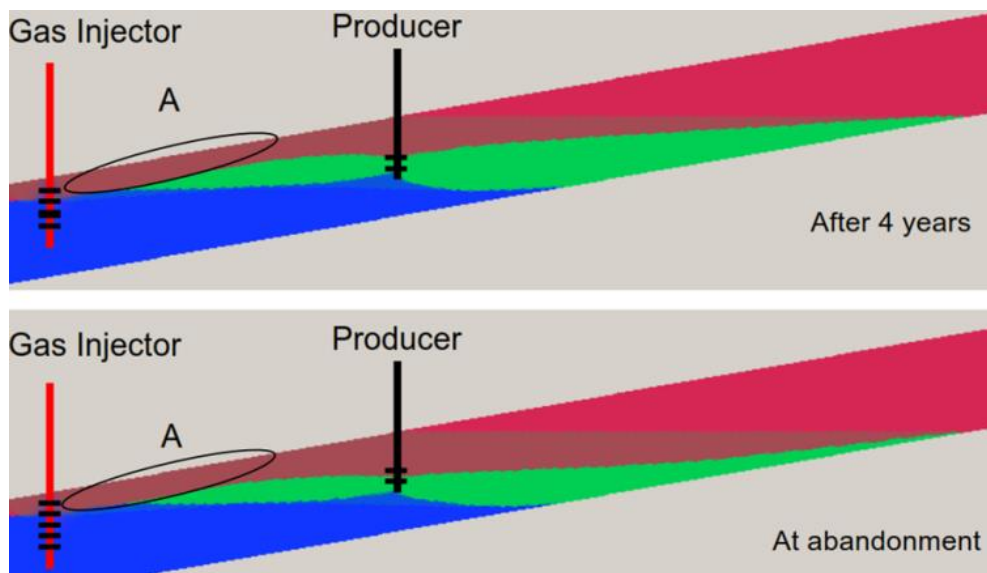 Gas Injector
Producer
A
After 4 years
Gas Injector
Producer
A
At abandonment